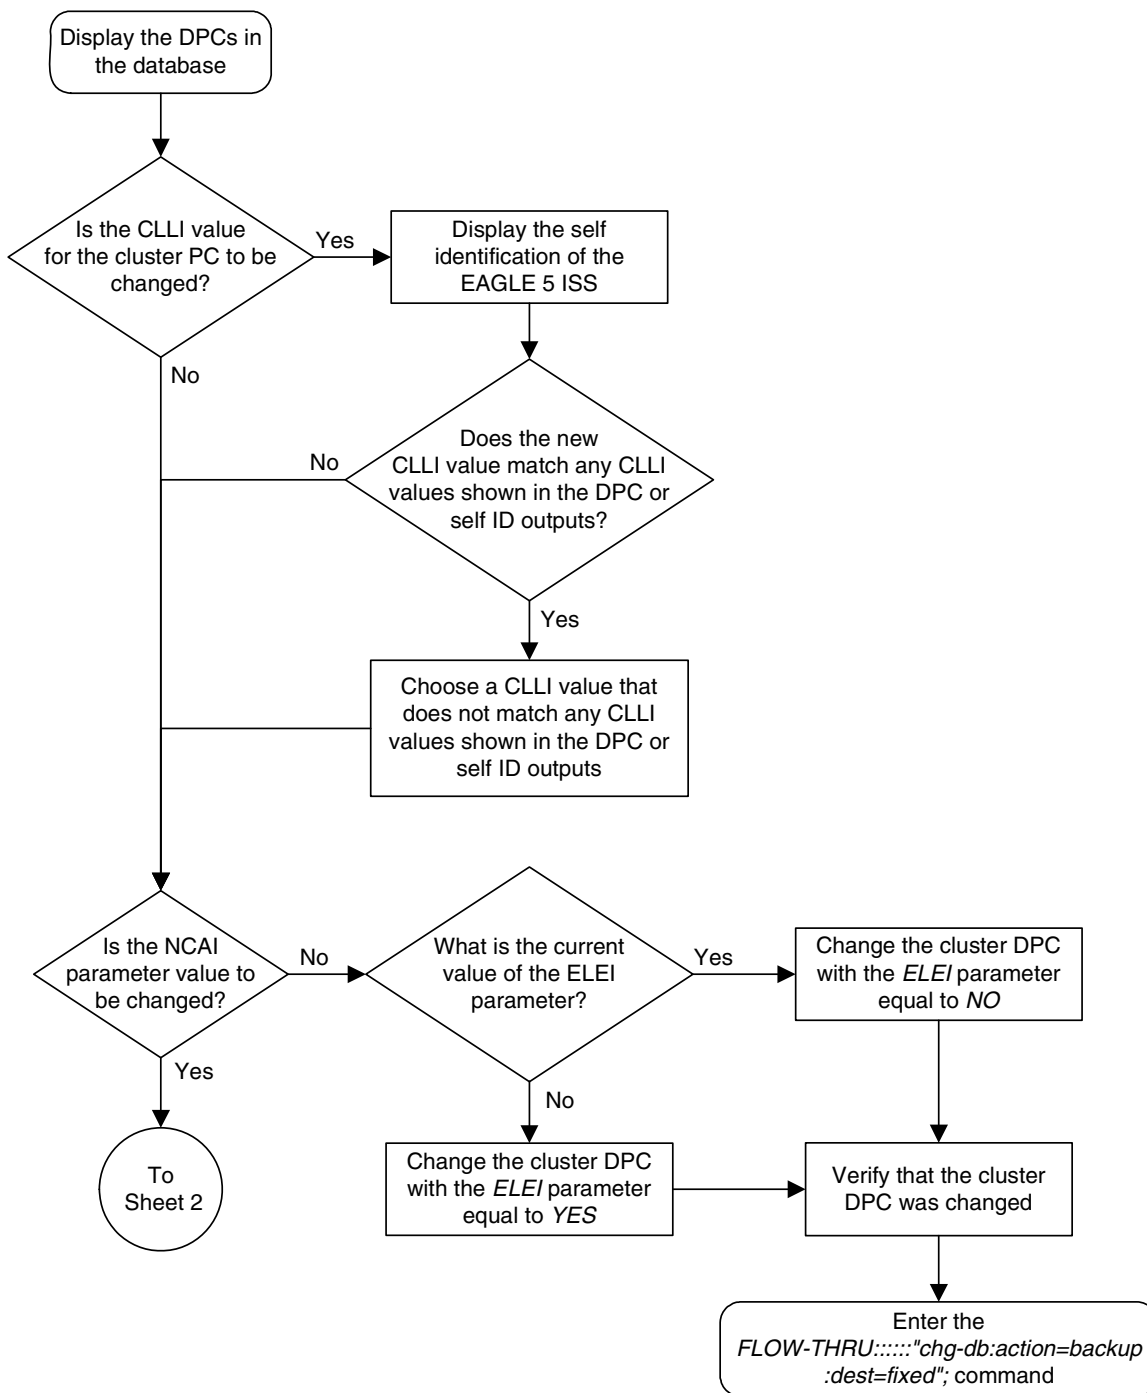 Display the DPCs in
the database
Is the CLLI value
for the cluster PC to be
changed?
Yes
Display the self
identification of the
EAGLE 5 ISS
No
Does the new
CLLI value match any CLLI
values shown in the DPC or
self ID outputs?
No
Yes
Choose a CLLI value that
does not match any CLLI
values shown in the DPC or
self ID outputs
Is the NCAI
parameter value to
be changed?
No
What is the current
value of the ELEI
parameter?
Yes
Change the cluster DPC
with the ELEI parameter
equal to NO
Yes
No
To
Sheet 2
Change the cluster DPC
with the ELEI parameter
equal to YES
Verify that the cluster
DPC was changed
Enter the
FLOW-THRU::::::"chg-db:action=backup
:dest=fixed"; command